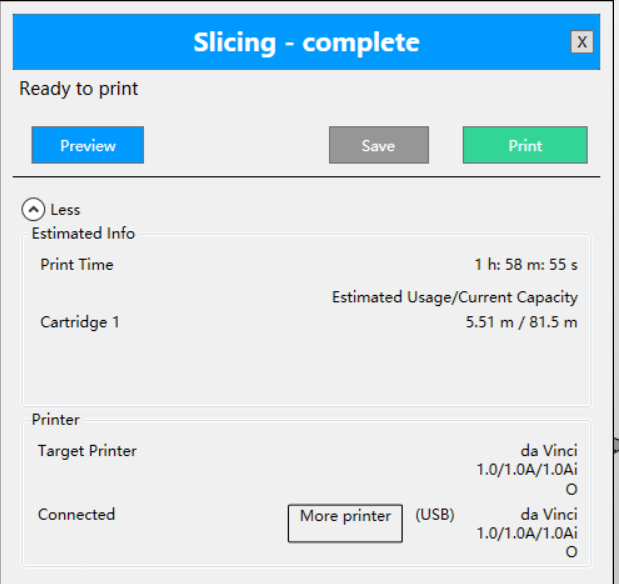 Slicing - complete
X
Ready to print
Preview
Save
Print
Less
Estimated Info
Print Time
1 h: 58 m: 55 s
Estimated Usage/Current Capacity
Cartridge 1
5.51 m / 81.5 m
Printer
Target Printer
da Vinci
1.0/1.0A/1.0Ai
O
Connected
More printer
(USB)
da Vinci
1.0/1.0A/1.0Ai
O